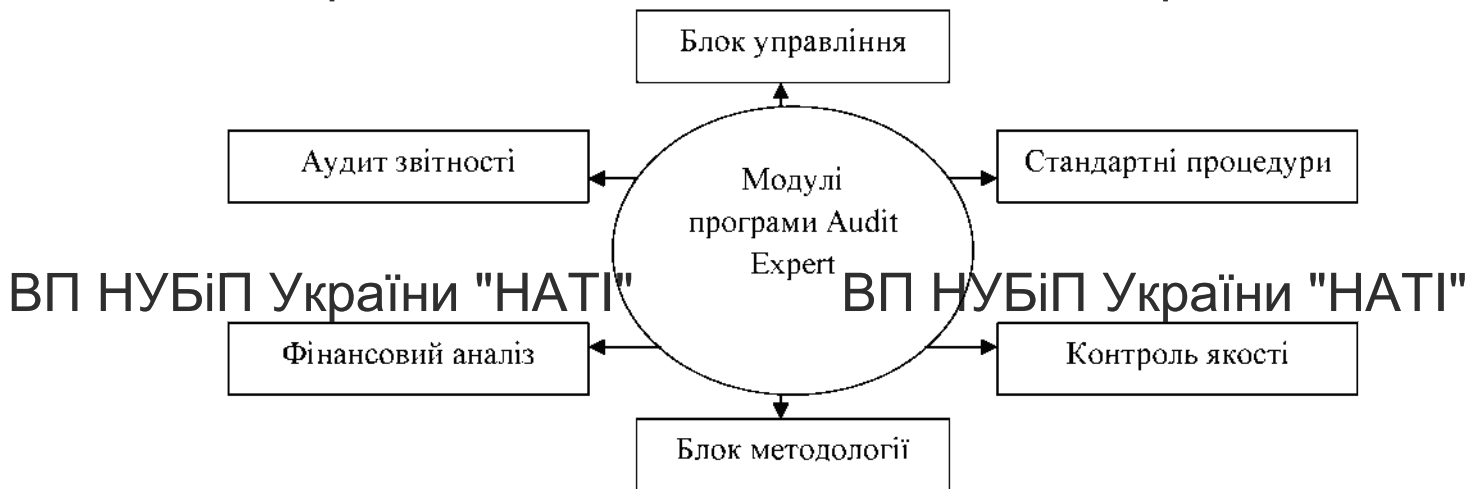 Блок управління
Аудит звітності
Модулі
програми Audit
Expert
Стандартні процедури
ВП НУБіП України "НАТІ" ВП НУБіП України "НАТІ"
Фінансовий аналіз
Контроль якості
Блок методології